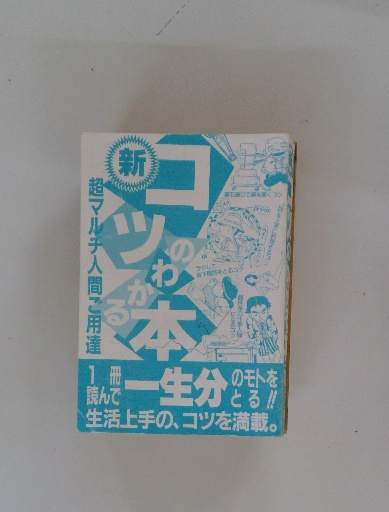 新
コツのわかる本
超マルチ人間ご用達
1冊読んで一生分のモトをとる!!
生活上手の、コツを満載。